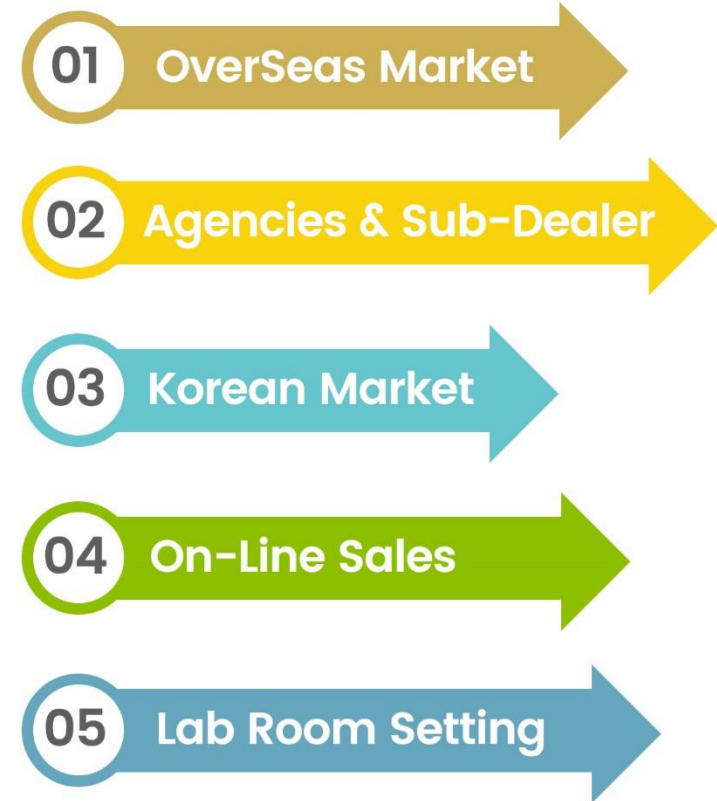 01 OverSeas Market
02 Agencies & Sub-Dealer
03 Korean Market
04 On-Line Sales
05 Lab Room Setting